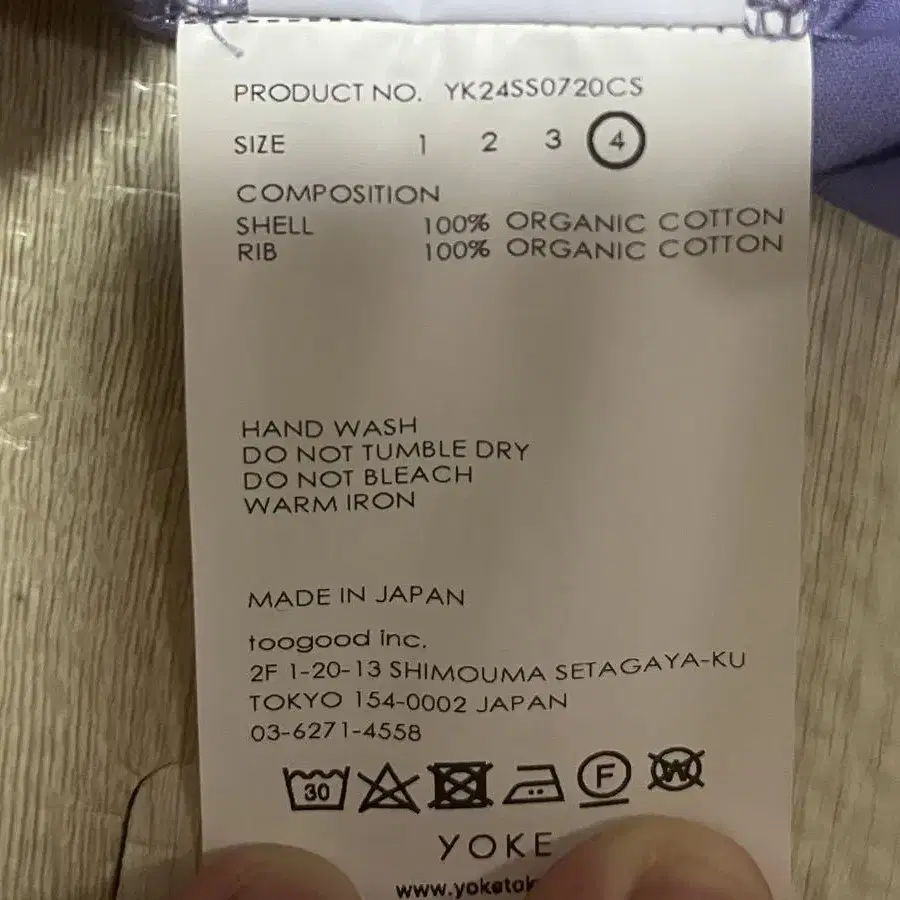 PRODUCT NO. YK24SS0720CS
SIZE 1 2 3 4
COMPOSITION
SHELL 100% ORGANIC COTTON
RIB 100% ORGANIC COTTON
HAND WASH
DO NOT TUMBLE DRY
DO NOT BLEACH
WARM IRON
MADE IN JAPAN
toogood inc.
2F 1-20-13 SHIMOUMA SETAGAYA-KU
TOKYO 154-0002 JAPAN
03-6271-4558
30 F W
YOKE